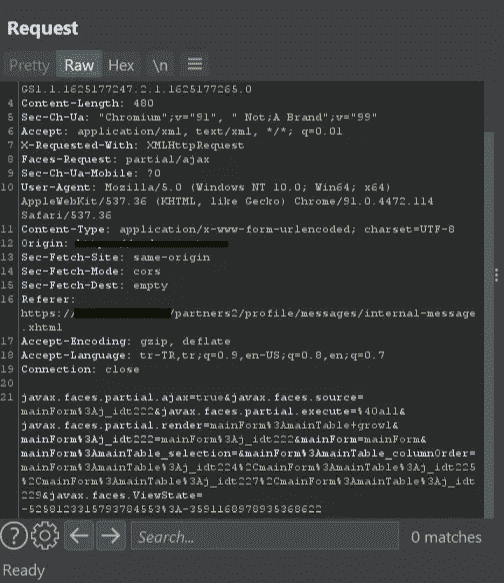 Request
Pretty Raw Hex \n
GS1.1.1625177247.2.1.1625177265.0
4 Content-Length: 480
5 Sec-Ch-Ua: "Chromium";v="91", " Not;A Brand";v="99"
6 Accept: application/xml, text/xml, */*; q=0.01
7 X-Requested-With: XMLHttpRequest
8 Faces-Request: partial/ajax
9 Sec-Ch-Ua-Mobile: ?0
10 User-Agent: Mozilla/5.0 (Windows NT 10.0; Win64; x64)
AppleWebKit/537.36 (KHTML, like Gecko) Chrome/91.0.4472.114
Safari/537.36
11 Content-Type: application/x-www-form-urlencoded; charset=UTF-8
12 Origin:
13 Sec-Fetch-Site: same-origin
14 Sec-Fetch-Mode: cors
15 Sec-Fetch-Dest: empty
16 Referer:
https:// /partners2/profile/messages/internal-message
.xhtml
17 Accept-Encoding: gzip, deflate
18 Accept-Language: tr-TR,tr;q=0.9,en-US;q=0.8,en;q=0.7
19 Connection: close
20
21 javax.faces.partial.ajax=true&javax.faces.source=
mainForm%3Aj_idt222&javax.faces.partial.execute=%40all&
javax.faces.partial.render=mainForm%3AmainTable+growl&
mainForm%3Aj_idt222=mainForm%3Aj_idt222&mainForm=mainForm&
mainForm%3AmainTable_selection=&mainForm%3AmainTable_columnOrder=
mainForm%3AmainTable%3Aj_idt224%2CmainForm%3AmainTable%3Aj_idt225
%2CmainForm%3AmainTable%3Aj_idt227%2CmainForm%3AmainTable%3Aj_idt
229&javax.faces.ViewState=
-5258123315793784553%3A-3591168978935368622
Search... 0 matches
Ready